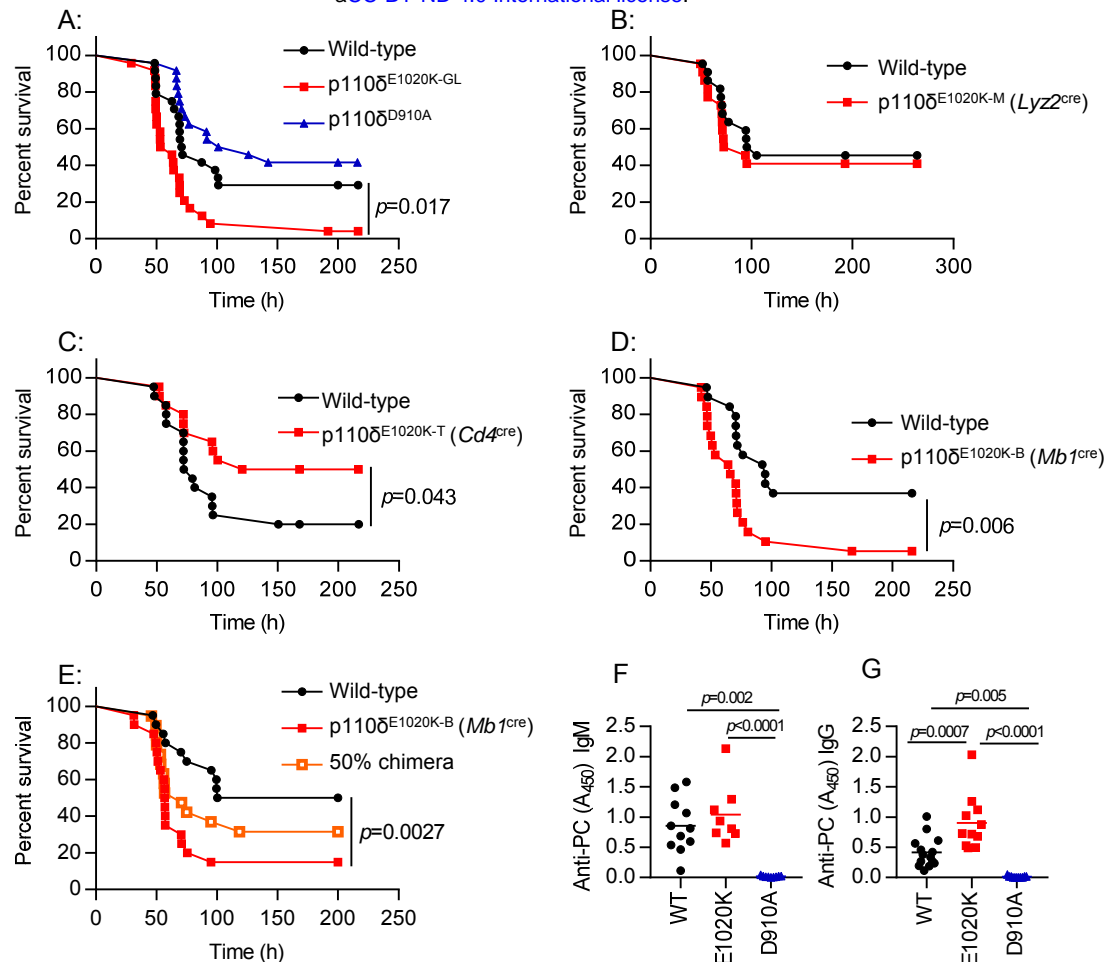 aCC-BY-ND 4.0 International license.
A:
Percent survival
100
80
60
40
20
0
0 50 100 150 200 250
Time (h)
Wild-type
p110δE1020K-GL
p110δD910A
p=0.017
B:
Percent survival
100
80
60
40
20
0
0 100 200 300
Time (h)
Wild-type
p110δE1020K-M (Lyz2cre)
C:
Percent survival
100
80
60
40
20
0
0 50 100 150 200 250
Time (h)
Wild-type
p110δE1020K-T (Cd4cre)
p=0.043
D:
Percent survival
100
80
60
40
20
0
0 50 100 150 200 250
Time (h)
Wild-type
p110δE1020K-B (Mb1cre)
p=0.006
E:
Percent survival
100
80
60
40
20
0
0 50 100 150 200 250
Time (h)
Wild-type
p110δE1020K-B (Mb1cre)
50% chimera
p=0.0027
F
Anti-PC (A450) IgM
2.5
2.0
1.5
1.0
0.5
0.0
p=0.002
p<0.0001
WT
E1020K
D910A
G
Anti-PC (A450) IgG
2.5
2.0
1.5
1.0
0.5
0.0
p=0.005
p=0.0007
p<0.0001
WT
E1020K
D910A